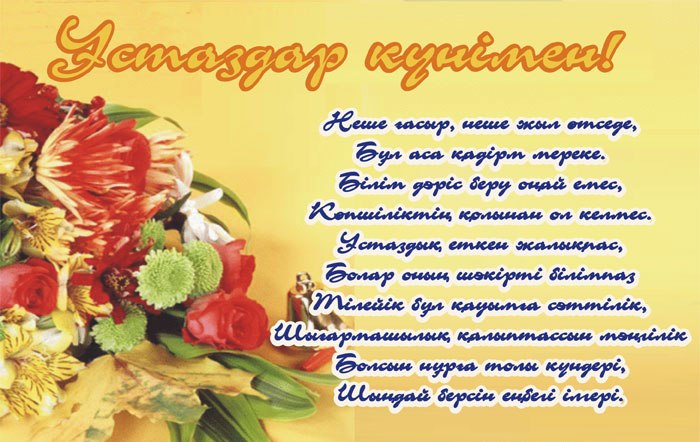 Ұстаздар күнімен!
Неше ғасыр, неше жыл өтседе,
Бұл аса қадірм мереке.
Білім дәріс беру оңай емес,
Көпшіліктің қолынан ол келмес.
Ұстаздық еткен жалықпас,
Болар оның шәкірті білімпаз
Тілейік бұл қауымға сәттілік,
Шығармашылық қалыптассын мәңгілік
Болсын нұрға толы күндері,
Шыңдай берсін еңбегі ілгері.